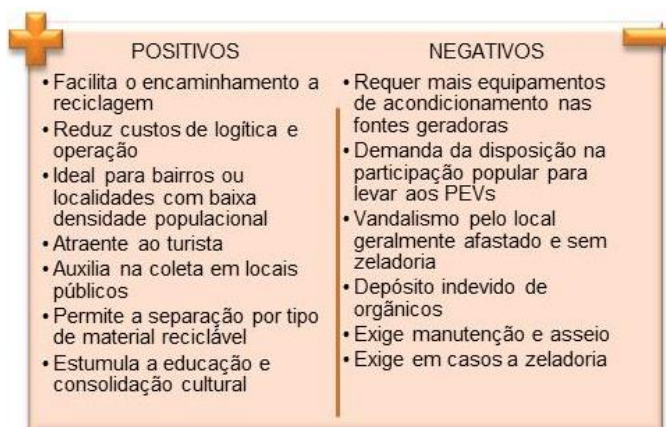 POSITIVOS
• Facilita o encaminhamento a
reciclagem
• Reduz custos de logítica e
operação
• Ideal para bairros ou
localidades com baixa
densidade populacional
• Atraente ao turista
• Auxilia na coleta em locais
públicos
• Permite a separação por tipo
de material reciclável
• Estumula a educação e
consolidação cultural
NEGATIVOS
• Requer mais equipamentos
de acondicionamento nas
fontes geradoras
• Demanda da disposição na
participação popular para
levar aos PEVs
• Vandalismo pelo local
geralmente afastado e sem
zeladoria
• Depósito indevido de
orgânicos
• Exige manutenção e asseio
• Exige em casos a zeladoria